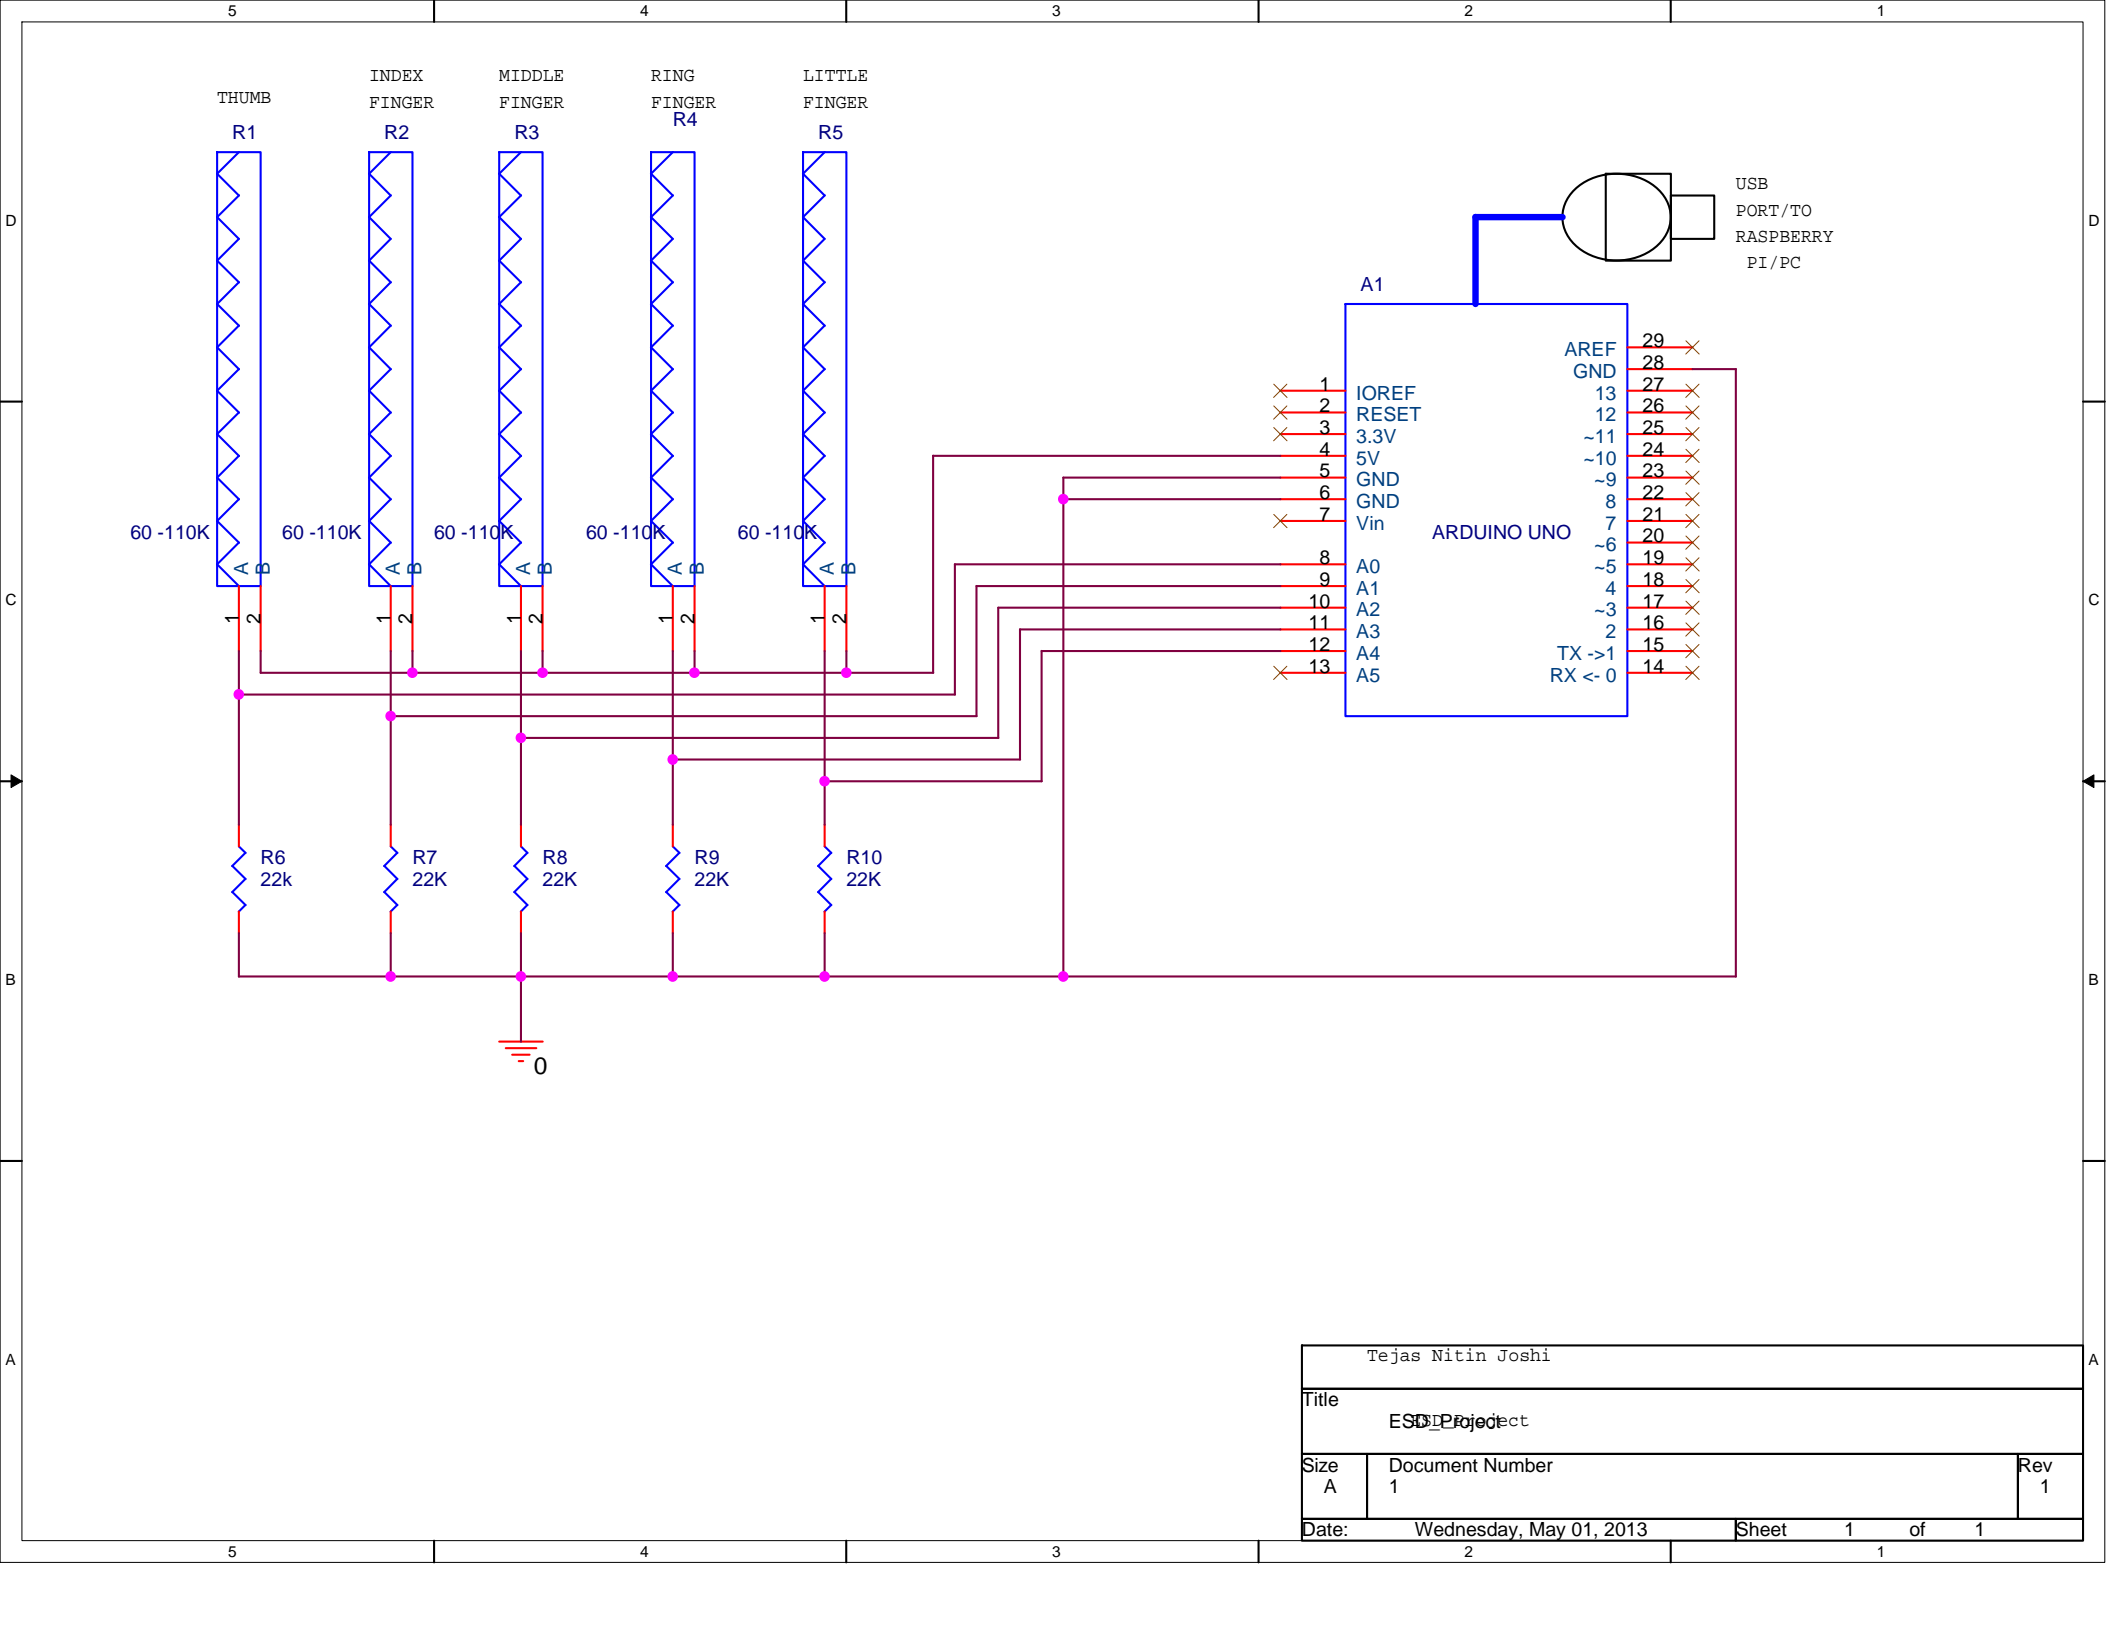 5 4 3 2 1
INDEX MIDDLE RING LITTLE
THUMB FINGER FINGER FINGER FINGER
R1 R2 R3 R4 R5
USB
PORT/TO
RASPBERRY
PI/PC
D D
A1
AREF 29
GND 28
1 IOREF 13 27
2 RESET 12 26
3 3.3V ~11 25
4 5V ~10 24
5 GND ~9 23
6 GND 8 22
7 Vin 7 21
ARDUINO UNO
~6 20
8 A0 ~5 19
9 A1 4 18
10 A2 ~3 17
11 A3 2 16
12 A4 TX ->1 15
13 A5 RX <- 0 14
60 -110K 60 -110K 60 -110K 60 -110K 60 -110K
A B A B A B A B A B
C C
1 2 1 2 1 2 1 2 1 2
R6 R7 R8 R9 R10
22k 22K 22K 22K 22K
B B
0
A A
Tejas Nitin Joshi
Title
ESD_Project
ESD_Project
Size Document Number Rev
A 1 1
Date: Wednesday, May 01, 2013 Sheet 1 of 1
5 4 3 2 1